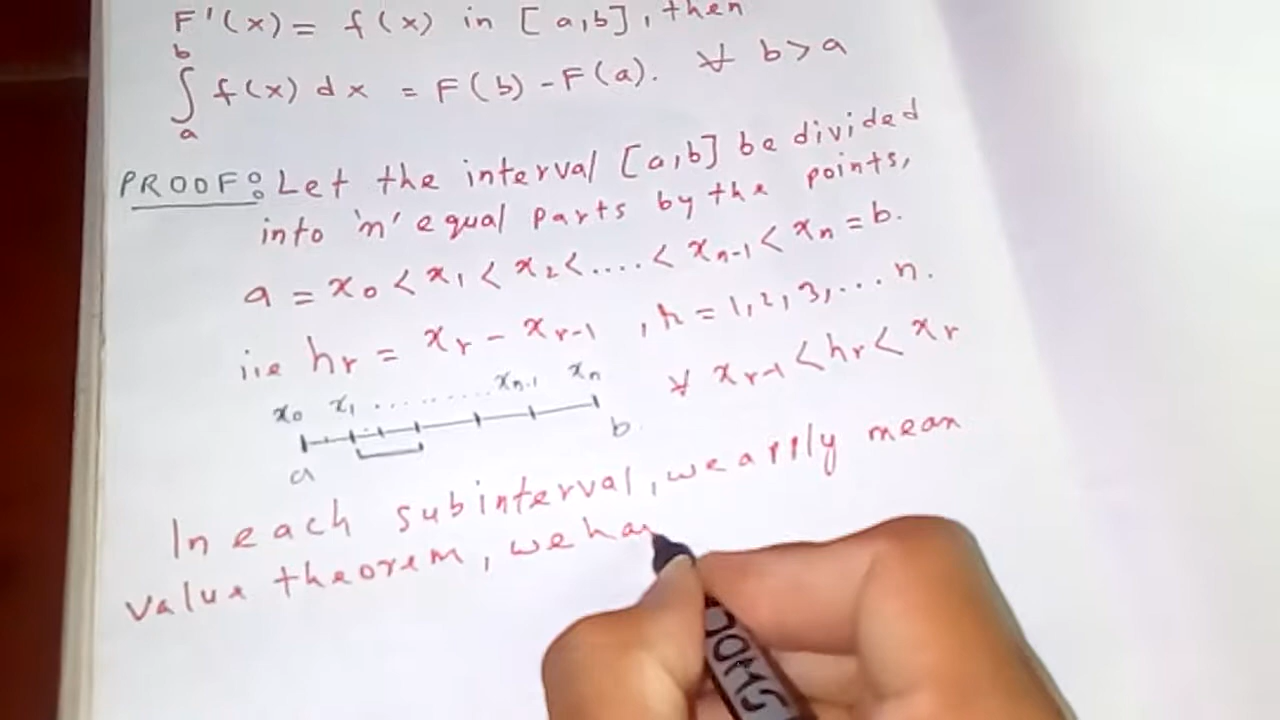 F'(x) = f(x) in [a,b], then
b
∫ f(x) dx = F(b) - F(a). ∀ b > a
a
PROOF: Let the interval [a,b] be divided
into 'n' equal parts by the points,
a = x₀ < x₁ < x₂ < .... < xₙ₋₁ < xₙ = b.
i.e hᵣ = xᵣ - xᵣ₋₁ , r = 1, 2, 3, ... n.
∀ xᵣ₋₁ < hᵣ < xᵣ
x₀ x₁ .......... xₙ₋₁ xₙ
a b
In each subinterval, we apply mean
value theorem, we hav
DOMS